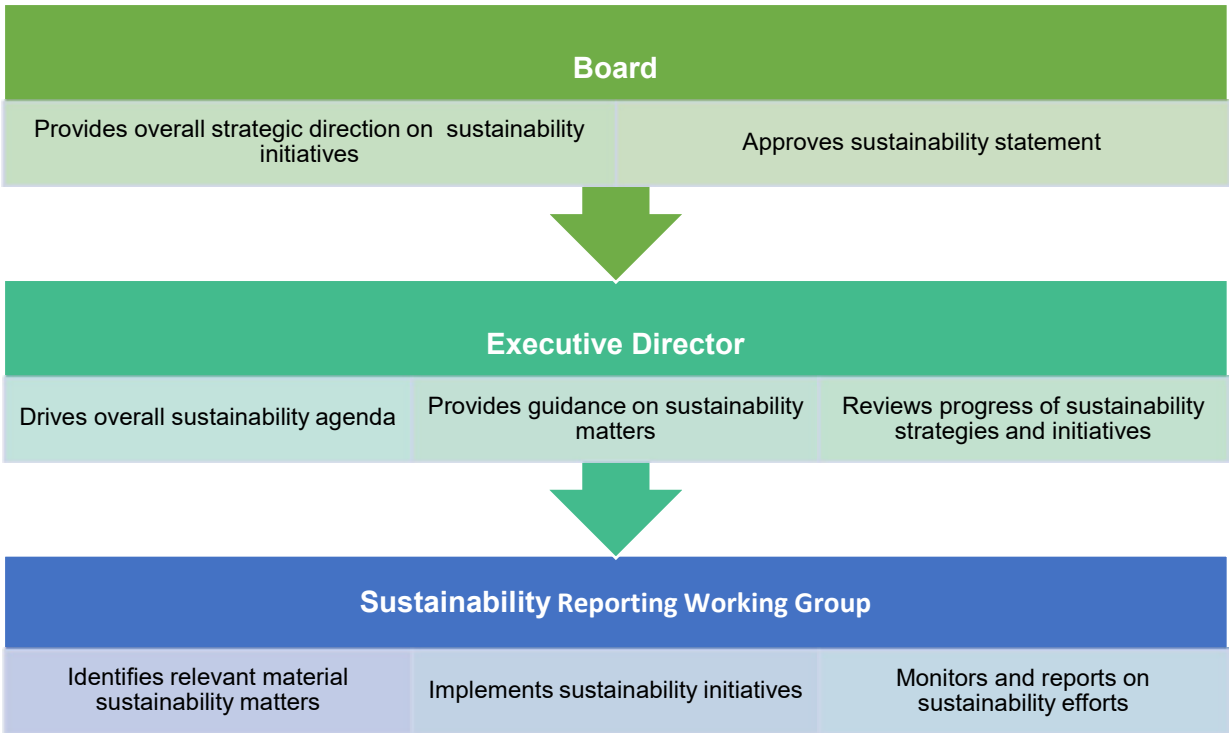 Board
Provides overall strategic direction on sustainability
initiatives
Approves sustainability statement
Executive Director
Drives overall sustainability agenda
Provides guidance on sustainability
matters
Reviews progress of sustainability
strategies and initiatives
Sustainability Reporting Working Group
Identifies relevant material
sustainability matters
Implements sustainability initiatives
Monitors and reports on
sustainability efforts